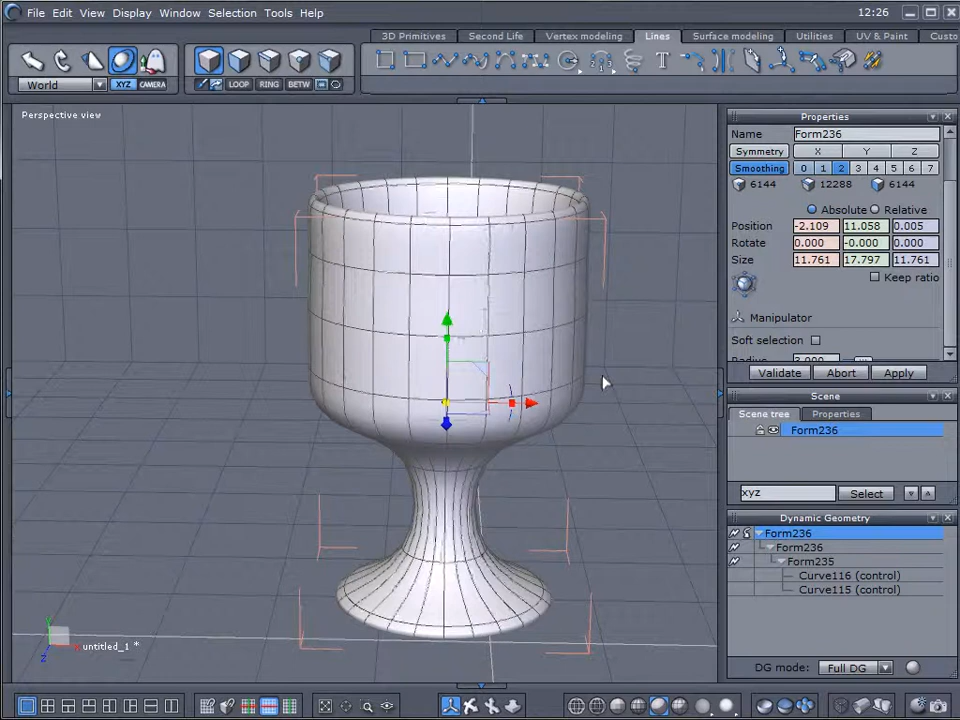 File Edit View Display Window Selection Tools Help 12:26
3D Primitives Second Life Vertex modeling Lines Surface modeling Utilities UV & Paint Custo
World XYZ CAMERA LOOP RING BETW
Perspective view
Properties
Name Form236
Symmetry X Y Z
Smoothing 0 1 2 3 4 5 6 7
6144 12288 6144
Absolute Relative
Position -2.109 11.058 0.005
Rotate 0.000 -0.000 0.000
Size 11.761 17.797 11.761
Keep ratio
Manipulator
Soft selection
Radius 3.000
Validate Abort Apply
Scene
Scene tree Properties
Form236
xyz Select
Dynamic Geometry
Form236
Form236
Form235
Curve116 (control)
Curve115 (control)
Y
X
Z
untitled_1 *
DG mode: Full DG